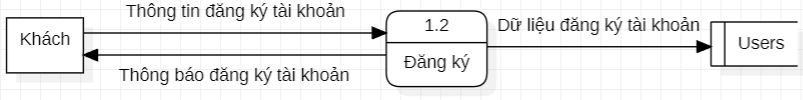 Thông tin đăng ký tài khoản
Khách
1.2
Đăng ký
Dữ liệu đăng ký tài khoản
Users
Thông báo đăng ký tài khoản